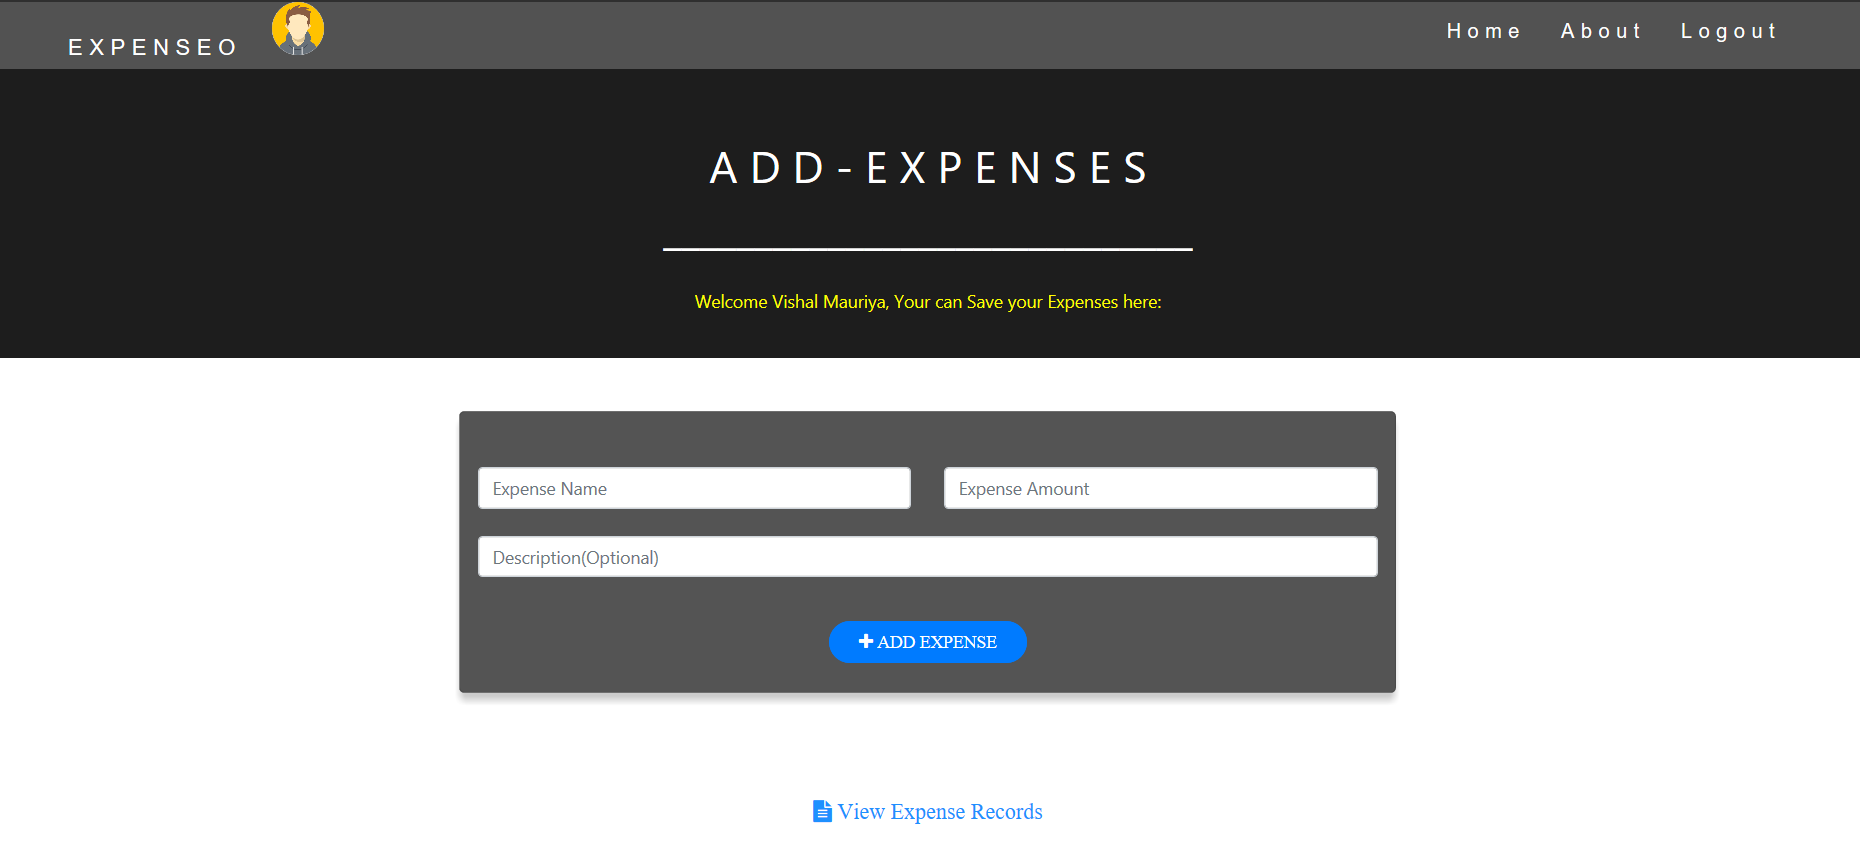 EXPENSEO
Home About Logout
ADD-EXPENSES
Welcome Vishal Mauriya, Your can Save your Expenses here:
Expense Name Expense Amount
Description(Optional)
ADD EXPENSE
View Expense Records